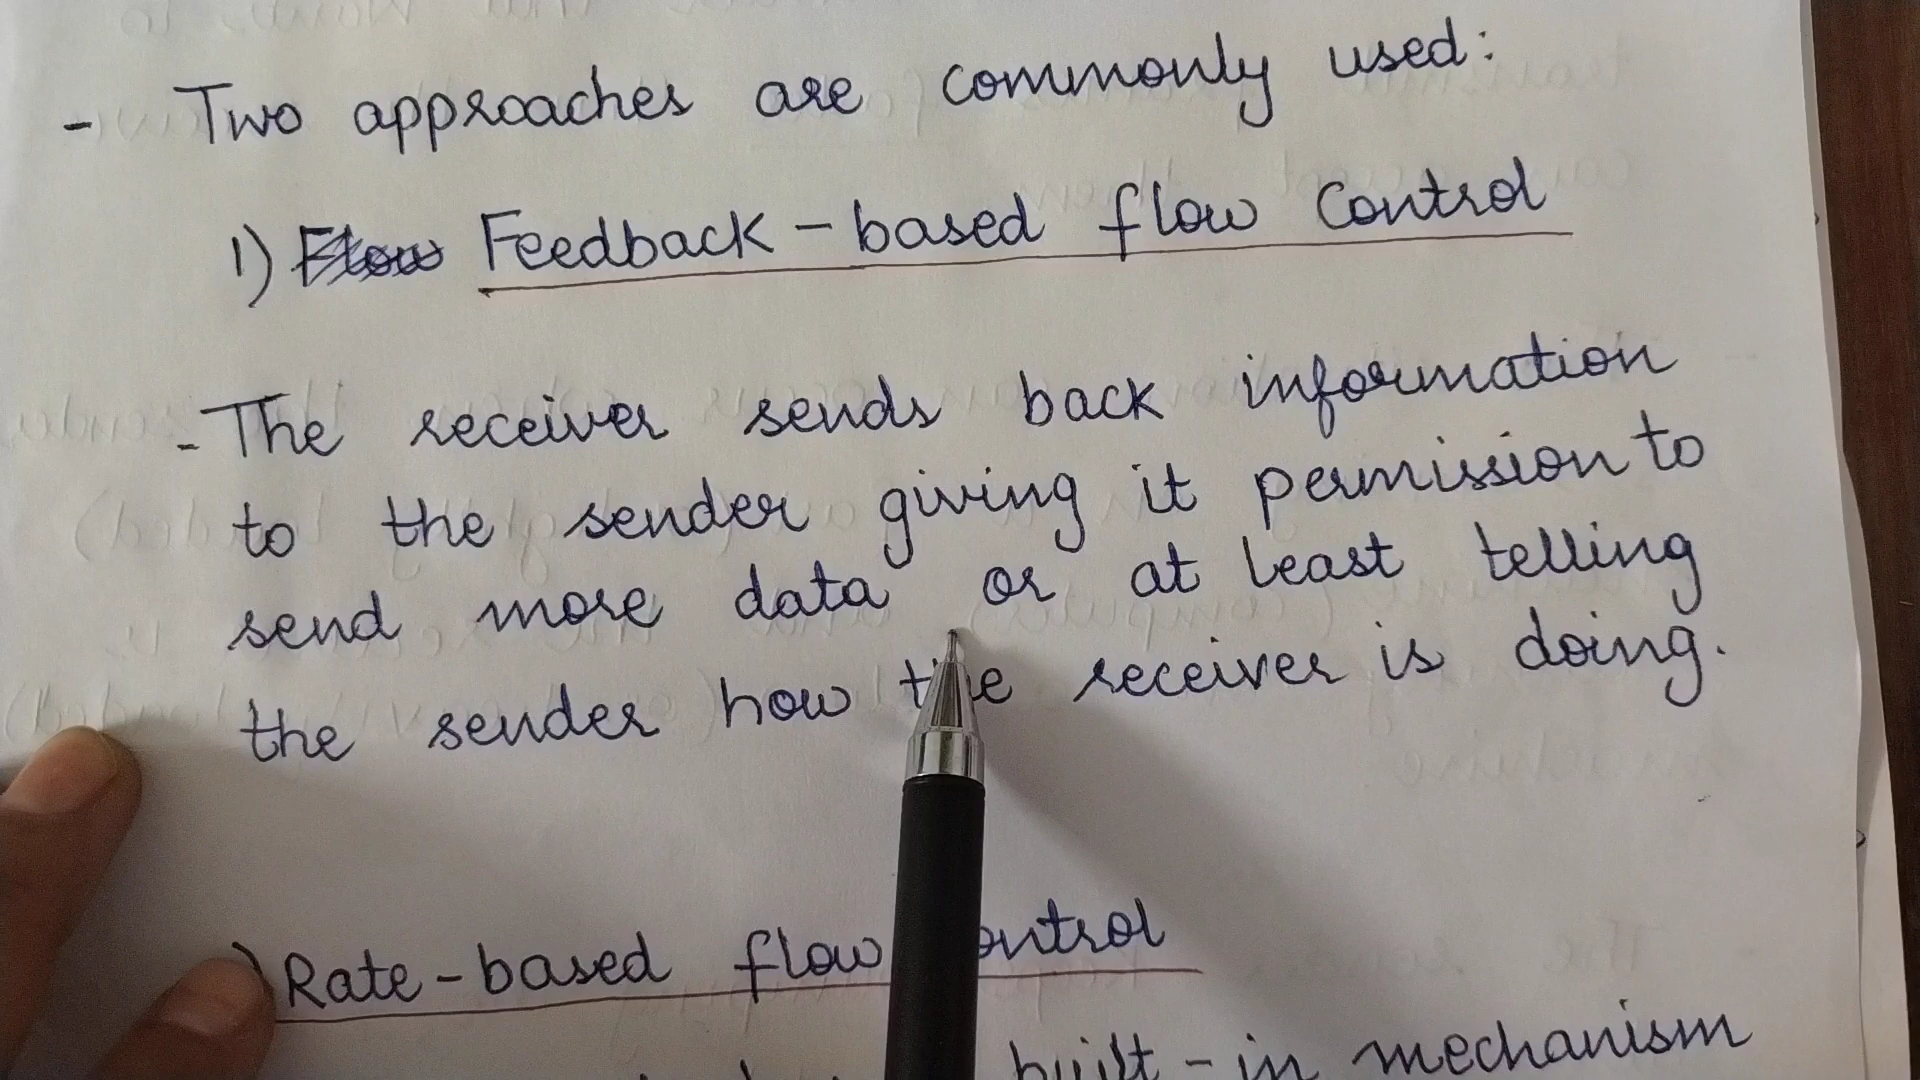 - Two approaches are commonly used:
1) Flow Feedback-based flow Control
- The receiver sends back information
to the sender giving it permission to
send more data or at least telling
the sender how the receiver is doing.
) Rate-based flow control
built-in mechanism